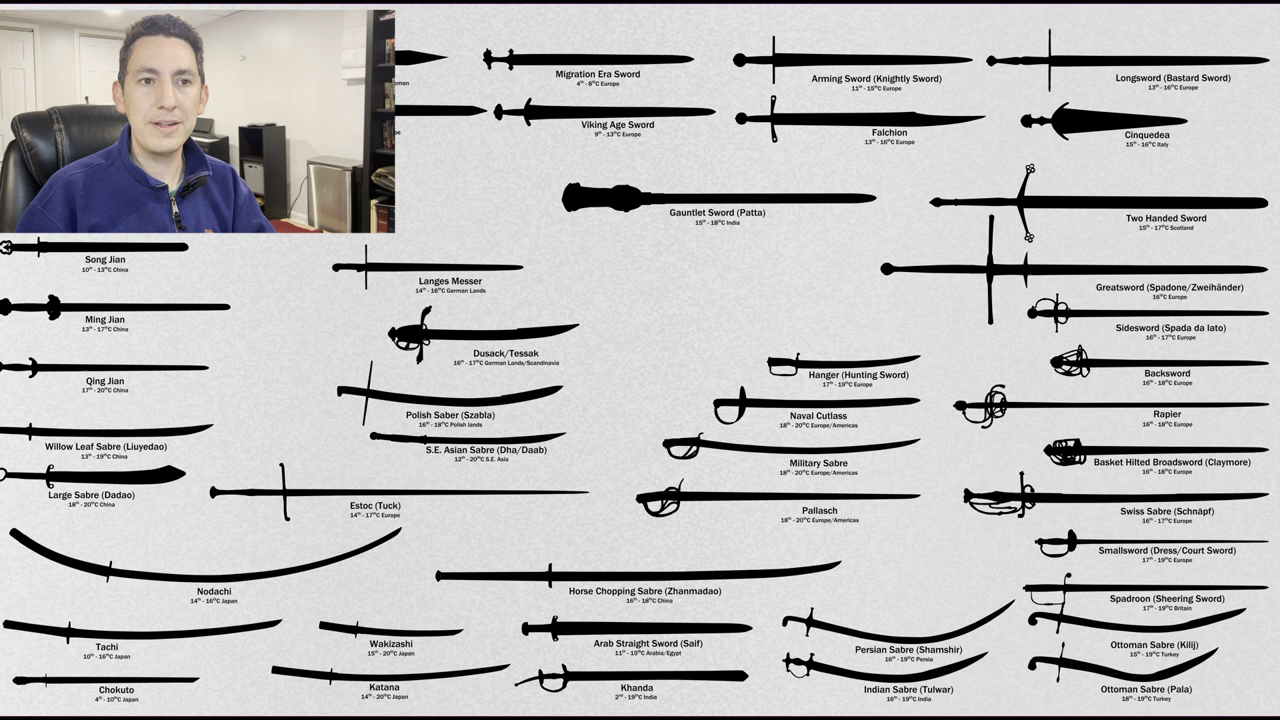 Migration Era Sword
4th - 8thC Europe
Arming Sword (Knightly Sword)
11th - 15thC Europe
Longsword (Bastard Sword)
13th - 16thC Europe
Viking Age Sword
9th - 13thC Europe
Falchion
13th - 16thC Europe
Cinquedea
15th - 16thC Italy
Gauntlet Sword (Patta)
15th - 18thC India
Two Handed Sword
15th - 17thC Scotland
Song Jian
10th - 13thC China
Langes Messer
14th - 16thC German Lands
Greatsword (Spadone/Zweihänder)
16thC Europe
Ming Jian
13th - 17thC China
Sidesword (Spada da lato)
16th - 17thC Europe
Dusack/Tessak
16th - 17thC German Lands/Scandinavia
Qing Jian
17th - 20thC China
Hanger (Hunting Sword)
17th - 19thC Europe
Backsword
16th - 18thC Europe
Polish Saber (Szabla)
16th - 18thC Polish lands
Naval Cutlass
18th - 20thC Europe/Americas
Rapier
16th - 18thC Europe
Willow Leaf Sabre (Liuyedao)
13th - 19thC China
S.E. Asian Sabre (Dha/Daab)
12th - 20thC S.E. Asia
Military Sabre
18th - 20thC Europe/Americas
Basket Hilted Broadsword (Claymore)
16th - 18thC Europe
Large Sabre (Dadao)
18th - 20thC China
Estoc (Tuck)
14th - 17thC Europe
Pallasch
18th - 20thC Europe/Americas
Swiss Sabre (Schnäpf)
16th - 17thC Europe
Smallsword (Dress/Court Sword)
17th - 19thC Europe
Nodachi
14th - 16thC Japan
Horse Chopping Sabre (Zhanmadao)
16th - 18thC China
Spadroon (Sheering Sword)
17th - 19thC Britain
Tachi
10th - 16thC Japan
Wakizashi
15th - 20thC Japan
Arab Straight Sword (Saif)
11th - 15thC Arabia/Egypt
Persian Sabre (Shamshir)
16th - 19thC Persia
Ottoman Sabre (Kilij)
15th - 19thC Turkey
Chokuto
4th - 10thC Japan
Katana
14th - 20thC Japan
Khanda
2nd - 19thC India
Indian Sabre (Tulwar)
16th - 19thC India
Ottoman Sabre (Pala)
18th - 19thC Turkey